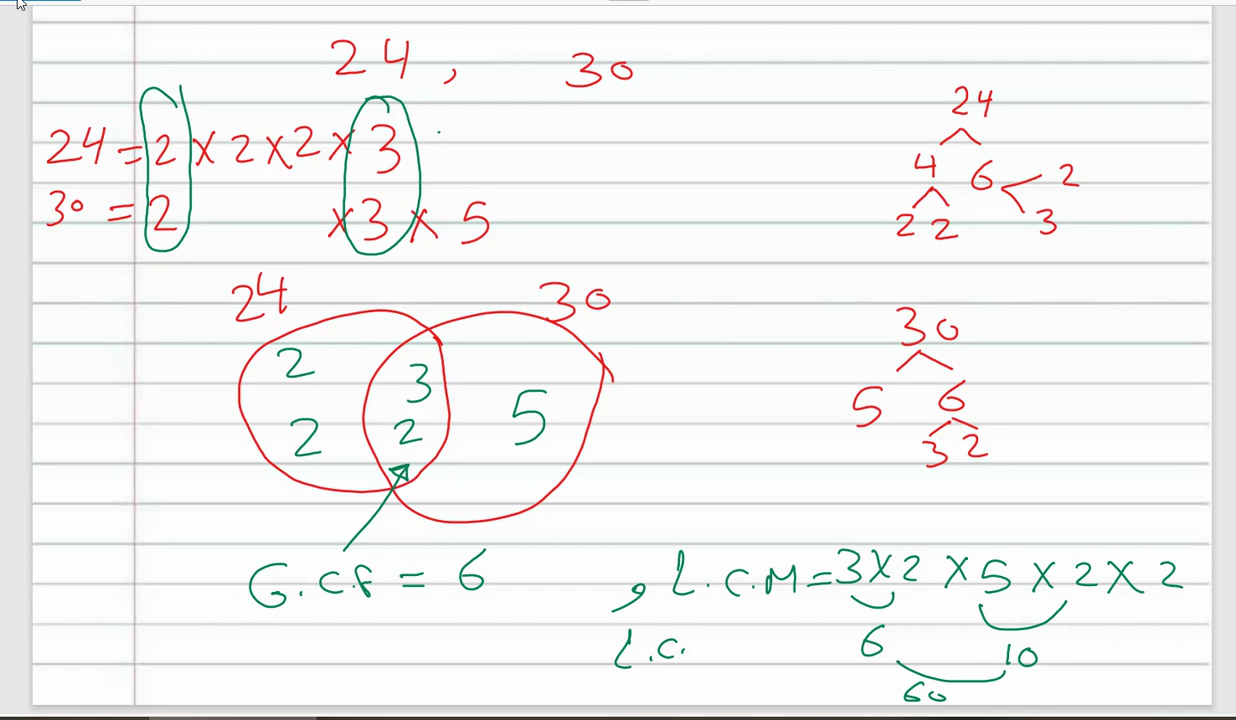 24, 30
24 = 2 × 2 × 2 × 3
30 = 2 × 3 × 5
24
4 6
2 2 2 3
24 30
2 3 5
2 2
30
5 6
3 2
G.C.F = 6 , L.C.M = 3 × 2 × 5 × 2 × 2
L.C. 6 10
60